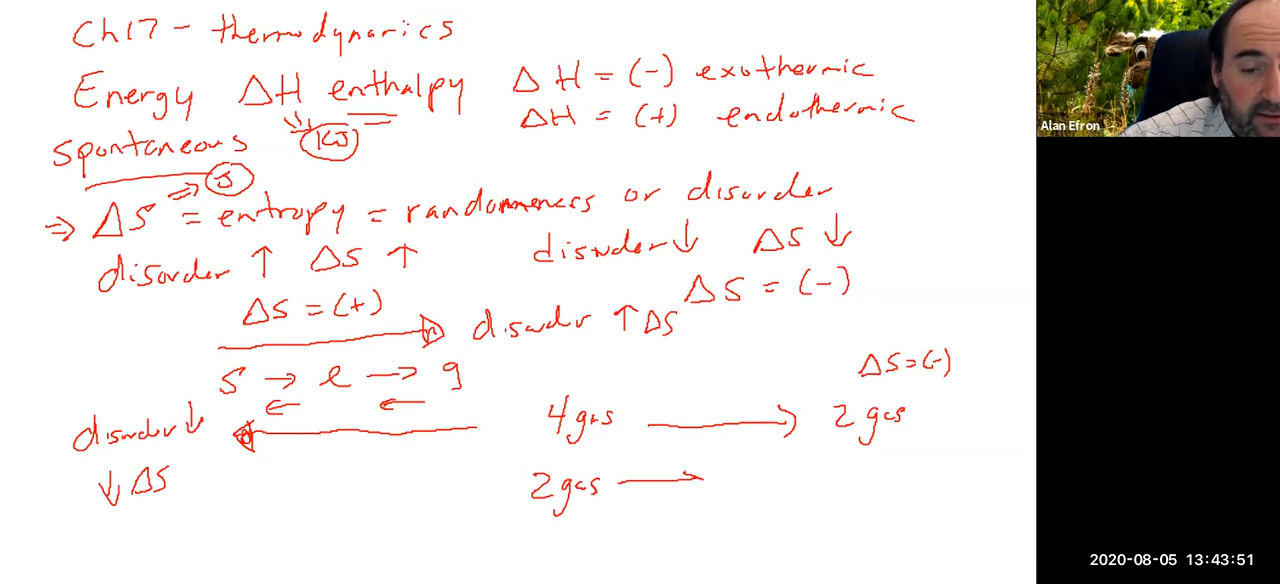 Ch17 - thermodynamics
Energy ΔH enthalpy ΔH = (-) exothermic
KJ ΔH = (+) endothermic
spontaneous
J
⇒ ΔS = entropy = randomneness or disorder
disorder ↑ ΔS ↑ disorder ↓ ΔS ↓
ΔS = (+) ΔS = (-)
disorder ↑ ΔS
s → l → g ΔS = (-)
← ←
disorder ↓ 4 gas → 2 gas
↓ ΔS 2 gas →
Alan Efron
2020-08-05 13:43:51